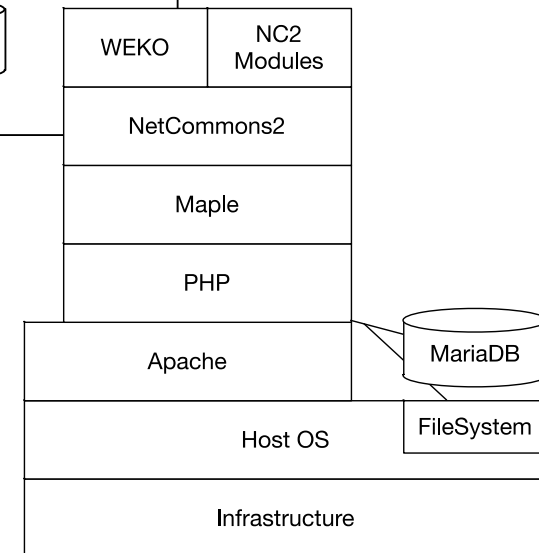 WEKO
NC2
Modules
NetCommons2
Maple
PHP
Apache
MariaDB
Host OS
FileSystem
Infrastructure